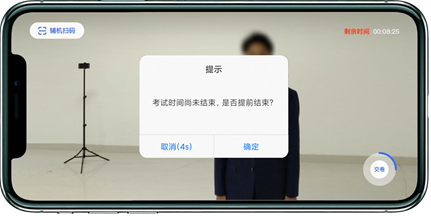 辅机扫码
剩余时间 00:08:25
提示
考试时间尚未结束，是否提前结束？
取消(4s)
确定
交卷